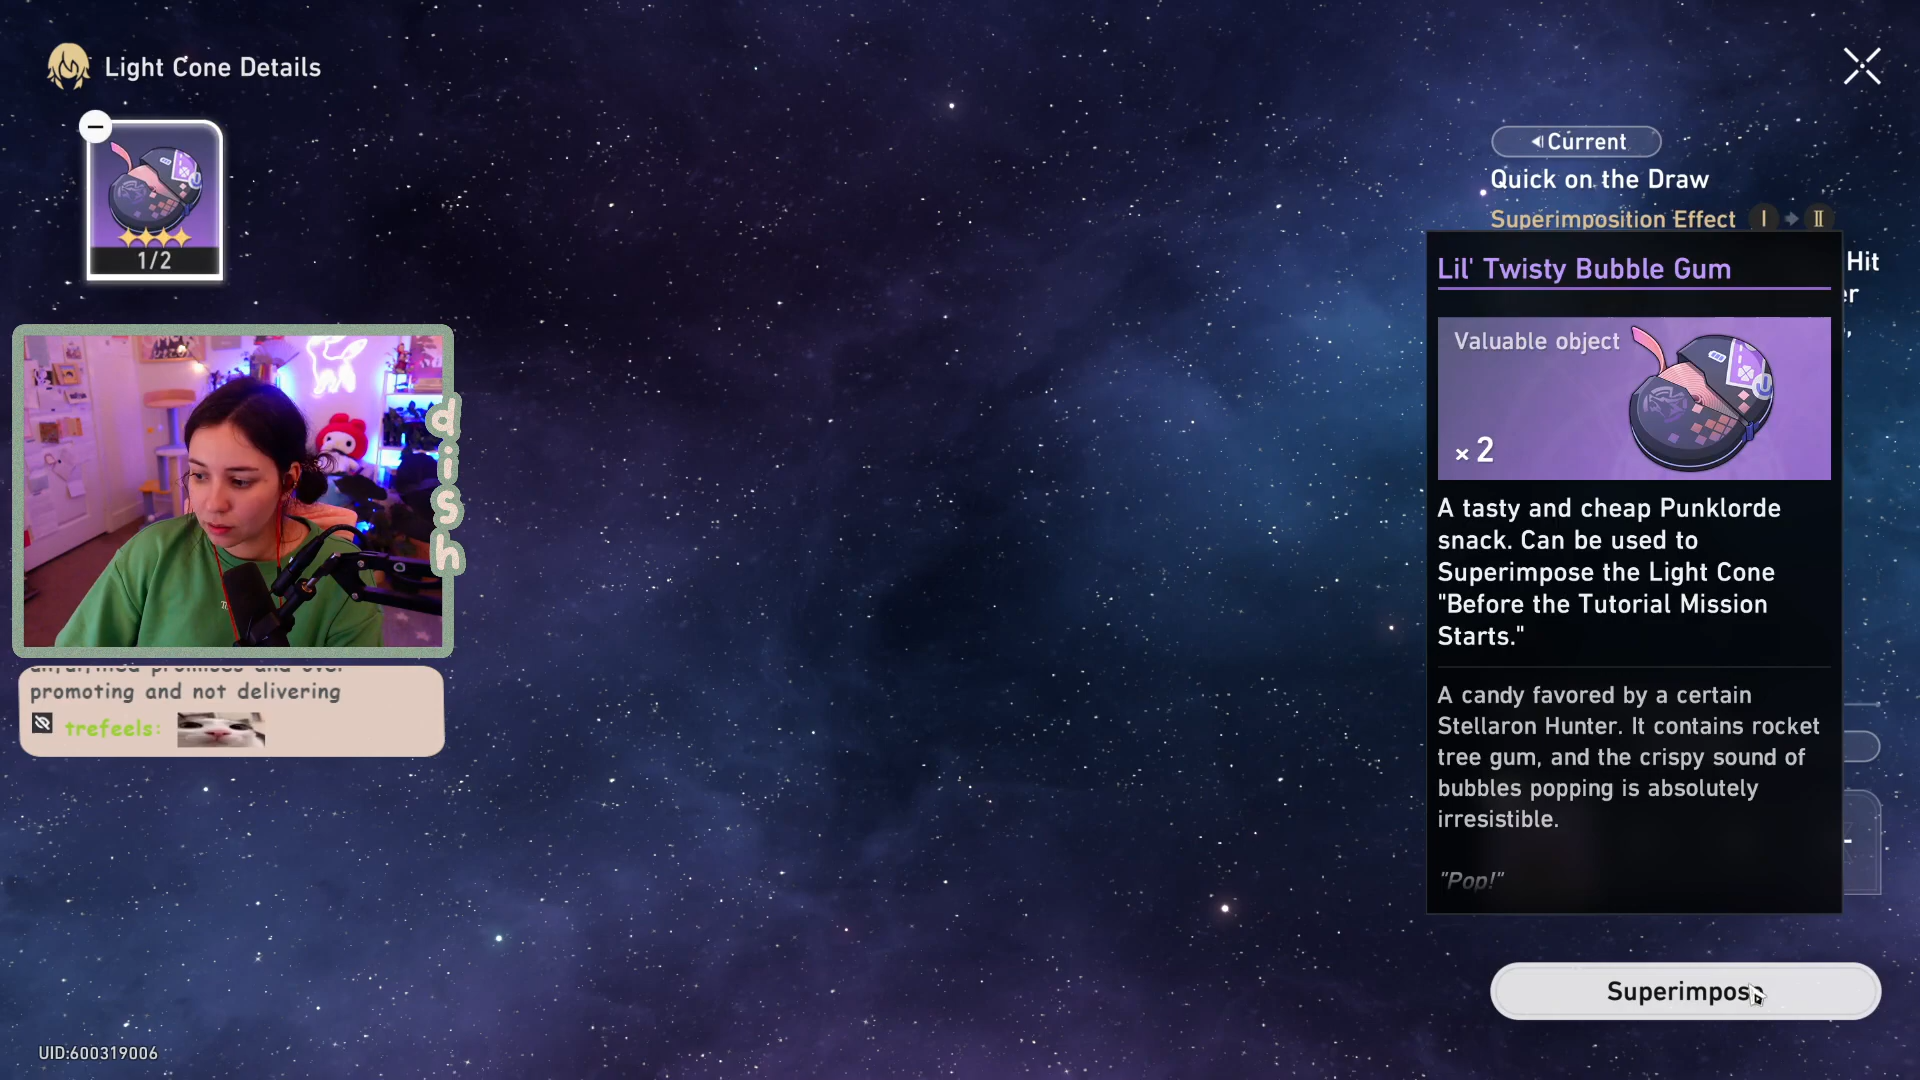 Light Cone Details
1/2
Current
Quick on the Draw
Superimposition Effect I II
Hit
Lil' Twisty Bubble Gum
Valuable object
× 2
A tasty and cheap Punklorde
snack. Can be used to
Superimpose the Light Cone
"Before the Tutorial Mission
Starts."
A candy favored by a certain
Stellaron Hunter. It contains rocket
tree gum, and the crispy sound of
bubbles popping is absolutely
irresistible.
"Pop!"
dish
promoting and not delivering
trefeels:
Superimpose
UID:600319006